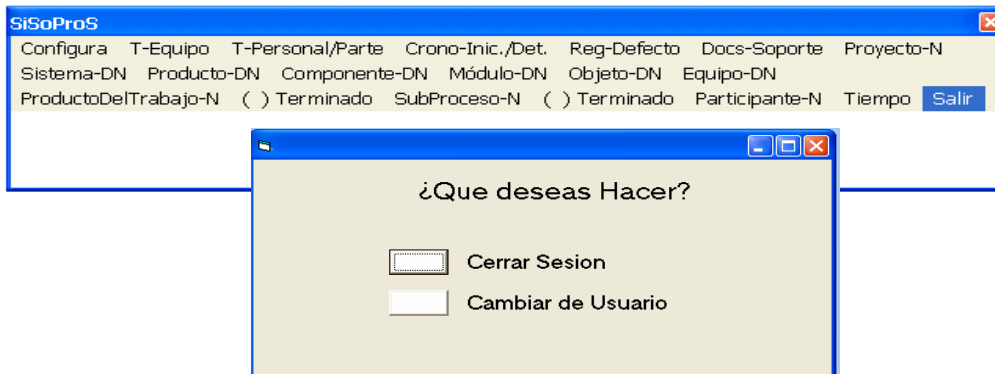 SiSoProS
Configura T-Equipo T-Personal/Parte Crono-Inic./Det. Reg-Defecto Docs-Soporte Proyecto-N
Sistema-DN Producto-DN Componente-DN Módulo-DN Objeto-DN Equipo-DN
ProductoDelTrabajo-N ( ) Terminado SubProceso-N ( ) Terminado Participante-N Tiempo Salir
¿Que deseas Hacer?
Cerrar Sesion
Cambiar de Usuario